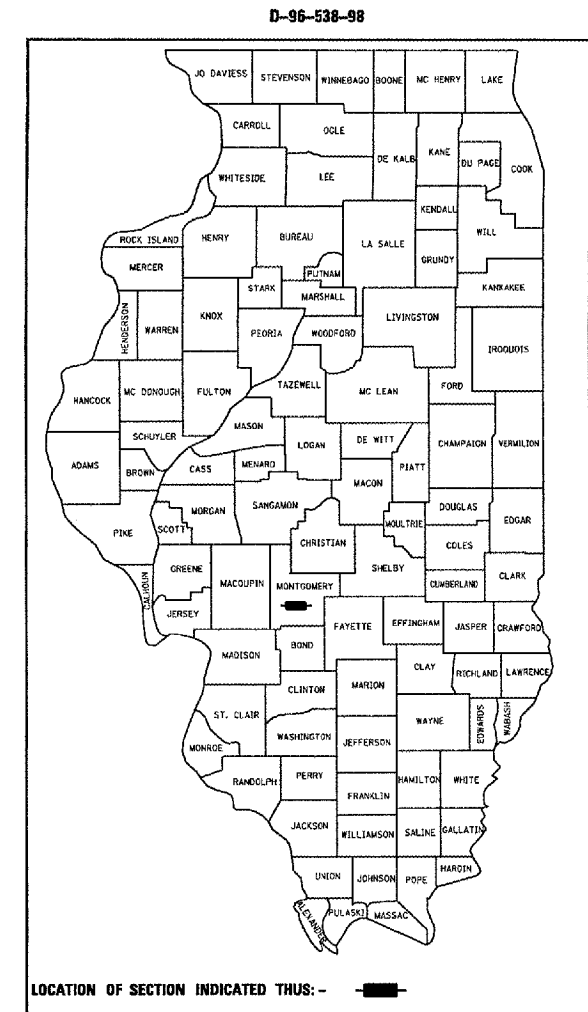 D-96-538-98
JO DAVIESS STEVENSON WINNEBAGO BOONE MC HENRY LAKE
CARROLL OGLE
DE KALB KANE DU PAGE COOK
WHITESIDE LEE
KENDALL
ROCK ISLAND HENRY BUREAU LA SALLE WILL
MERCER PUTNAM GRUNDY
STARK MARSHALL KANKAKEE
HENDERSON WARREN KNOX PEORIA WOODFORD LIVINGSTON IROQUOIS
HANCOCK MC DONOUGH FULTON TAZEWELL MC LEAN FORD
MASON
SCHUYLER LOGAN DE WITT CHAMPAIGN VERMILION
ADAMS BROWN CASS MENARD MACON PIATT
PIKE SCOTT MORGAN SANGAMON DOUGLAS EDGAR
CHRISTIAN MOULTRIE COLES
CALHOUN GREENE MACOUPIN MONTGOMERY SHELBY CUMBERLAND CLARK
JERSEY
FAYETTE EFFINGHAM JASPER CRAWFORD
MADISON BOND
CLAY RICHLAND LAWRENCE
CLINTON MARION
ST. CLAIR WAYNE EDWARDS WABASH
MONROE WASHINGTON JEFFERSON
RANDOLPH PERRY HAMILTON WHITE
FRANKLIN
JACKSON WILLIAMSON SALINE GALLATIN
UNION JOHNSON POPE HARDIN
ALEXANDER PULASKI MASSAC
LOCATION OF SECTION INDICATED THUS: -